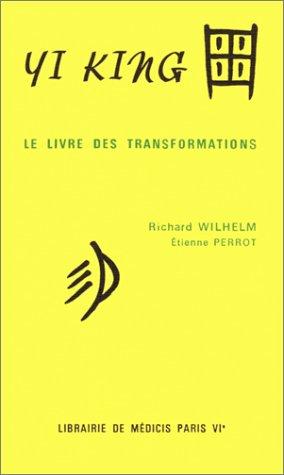 YI KING
LE LIVRE DES TRANSFORMATIONS
Richard WILHELM
Étienne PERROT
LIBRAIRIE DE MÉDICIS PARIS VIᵉ